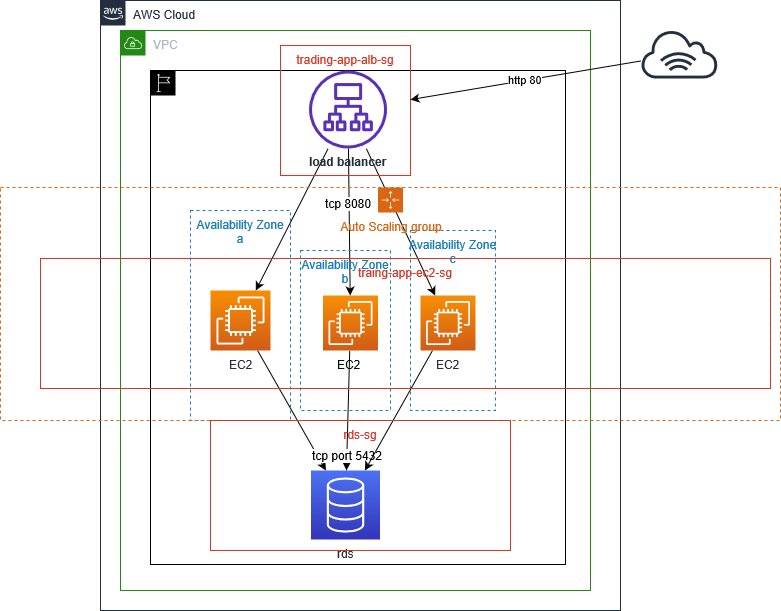 aws
AWS Cloud
VPC
trading-app-alb-sg
http 80
load balancer
tcp 8080
Auto Scaling group
Availability Zone
a
Availability Zone
b
Availability Zone
c
traing-app-ec2-sg
EC2
EC2
EC2
rds-sg
tcp port 5432
rds